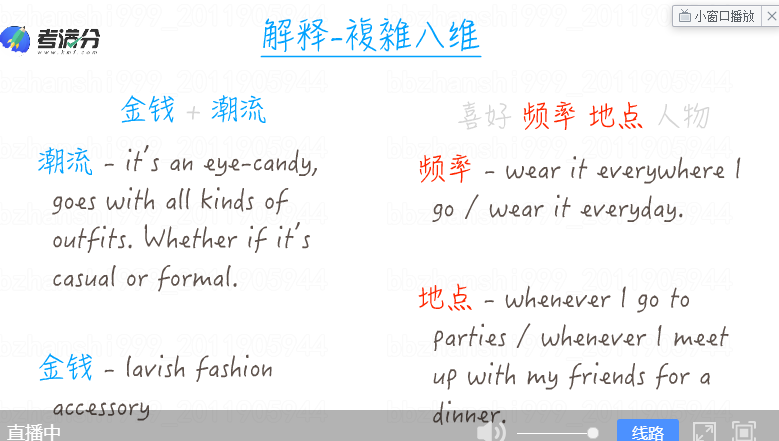 小窗口播放
考满分
www.kmf.com
解释-複雜八维
金钱 + 潮流
潮流 - it's an eye-candy,
goes with all kinds of
outfits. Whether if it's
casual or formal.
金钱 - lavish fashion
accessory
喜好 频率 地点 人物
频率 - wear it everywhere I
go / wear it everyday.
地点 - whenever I go to
parties / whenever I meet
up with my friends for a
dinner.
直播中
线路